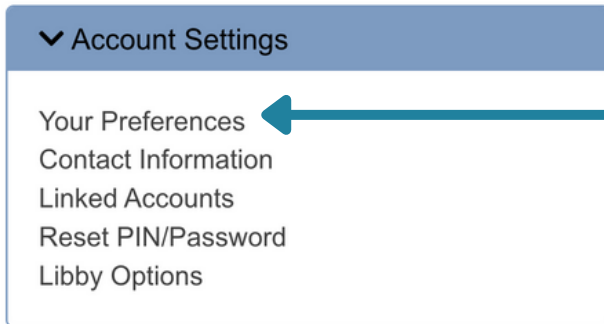 Account Settings
Your Preferences
Contact Information
Linked Accounts
Reset PIN/Password
Libby Options